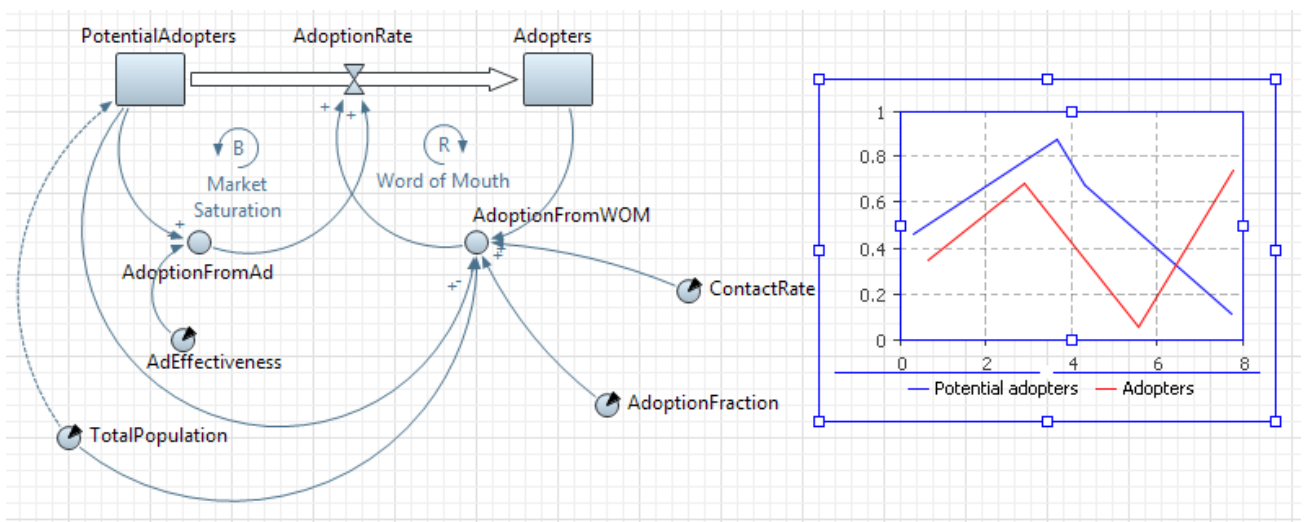 PotentialAdopters
AdoptionRate
Adopters
+
+
B
R
Market
Saturation
Word of Mouth
+
AdoptionFromWOM
+
AdoptionFromAd
+-
ContactRate
AdEffectiveness
AdoptionFraction
TotalPopulation
1
0.8
0.6
0.4
0.2
0
0 2 4 6 8
Potential adopters
Adopters